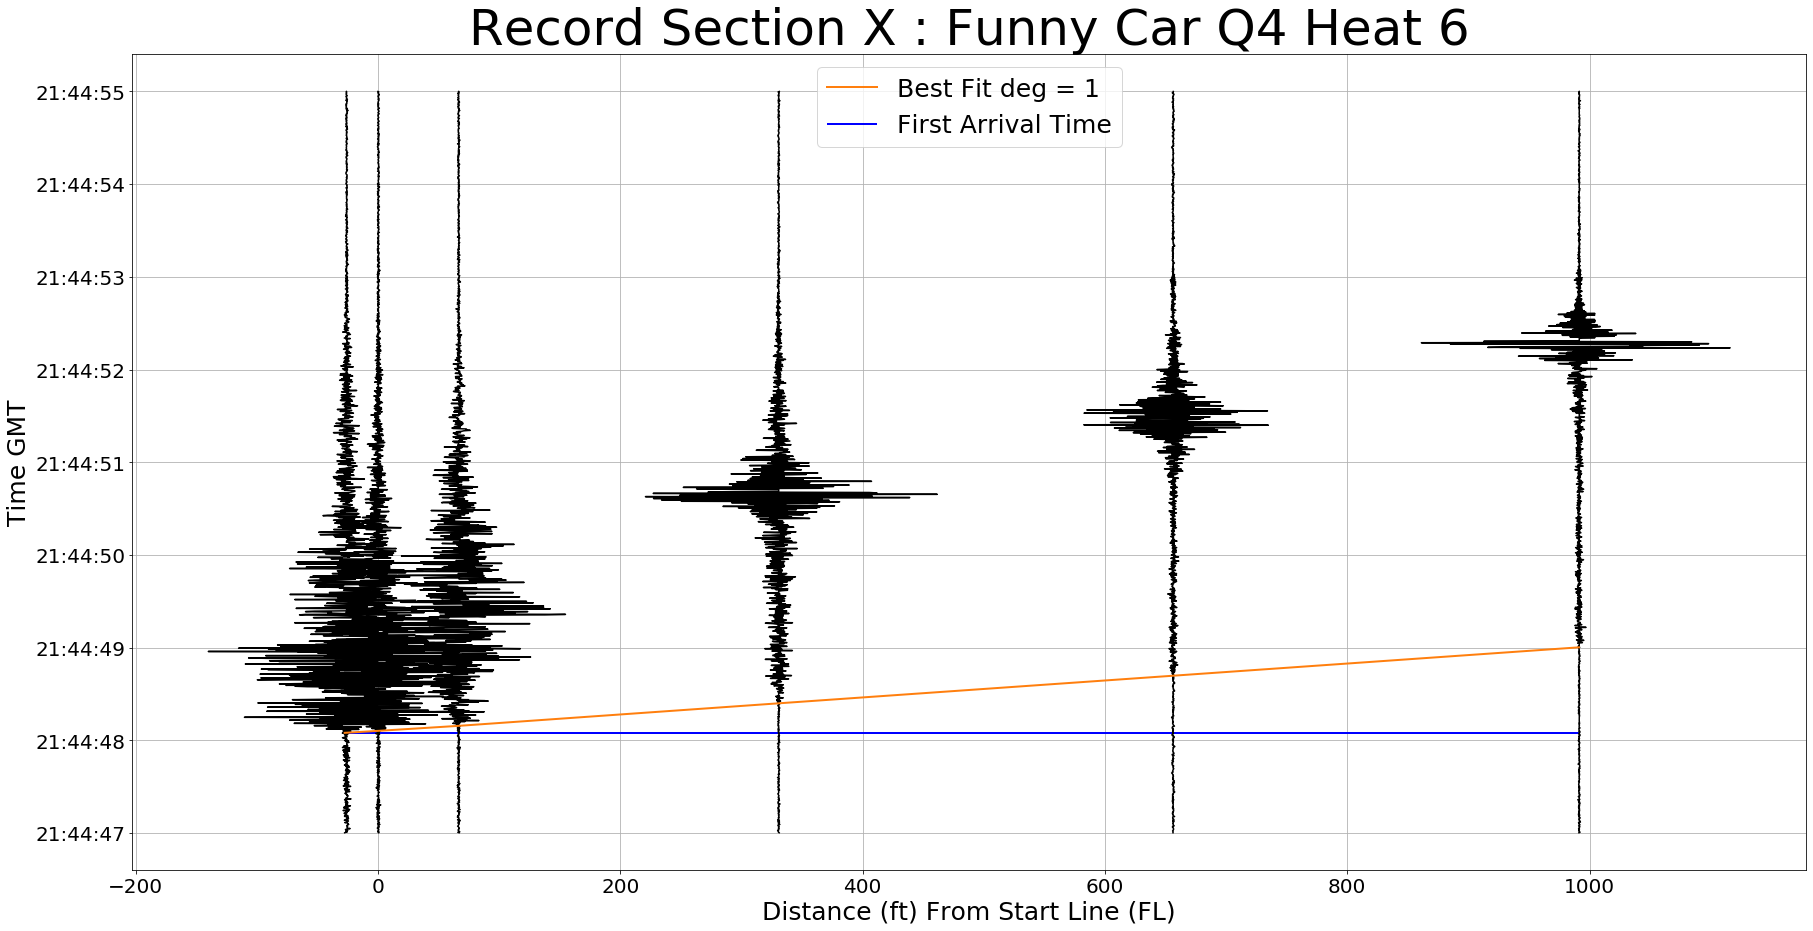 Record Section X : Funny Car Q4 Heat 6
Best Fit deg = 1
First Arrival Time
21:44:55
21:44:54
21:44:53
21:44:52
21:44:51
21:44:50
21:44:49
21:44:48
21:44:47
Time GMT
−200 0 200 400 600 800 1000
Distance (ft) From Start Line (FL)